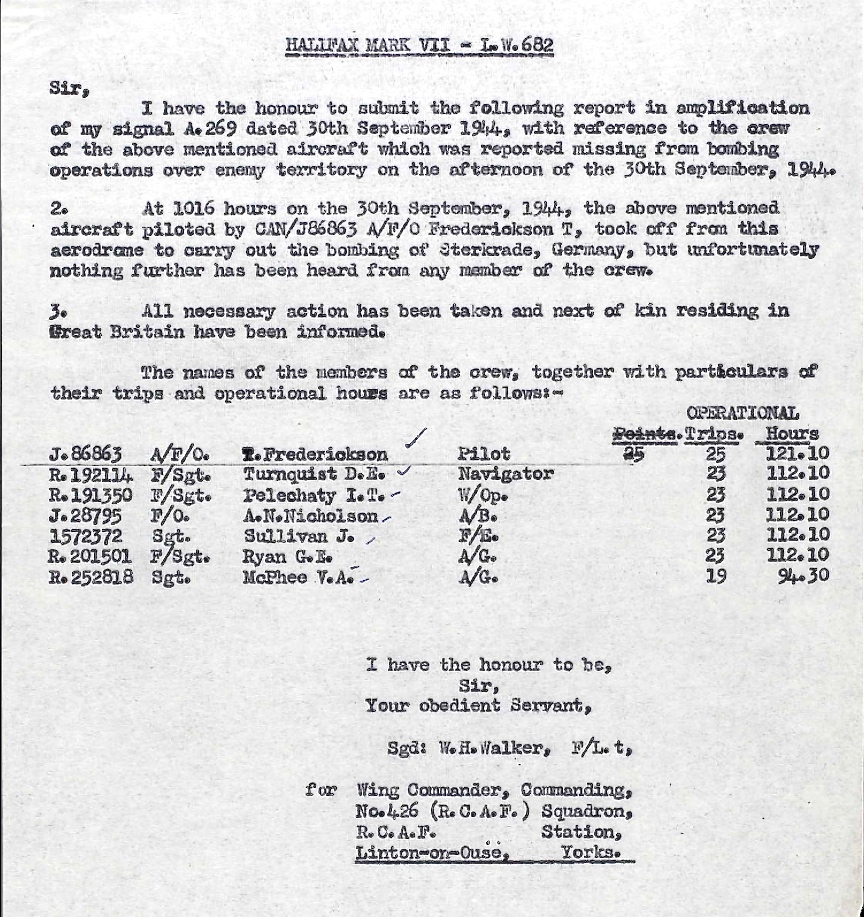 HALIFAX MARK VII - L.W.682
Sir,
I have the honour to submit the following report in amplification
of my signal A.269 dated 30th September 1944, with reference to the crew
of the above mentioned aircraft which was reported missing from bombing
operations over enemy territory on the afternoon of the 30th September, 1944.
2. At 1016 hours on the 30th September, 1944, the above mentioned
aircraft piloted by CAN/J86863 A/F/O Frederickson T, took off from this
aerodrome to carry out the bombing of Sterkrade, Germany, but unfortunately
nothing further has been heard from any member of the crew.
3. All necessary action has been taken and next of kin residing in
Great Britain have been informed.
The names of the members of the crew, together with particulars of
their trips and operational hours are as follows:-
OPERATIONAL
Points. Trips. Hours
J.86863 A/F/O. T.Frederickson Pilot 25 25 121.10
R.192114 F/Sgt. Turnquist D.E. Navigator 23 112.10
R.191350 F/Sgt. Pelechaty I.T. W/Op. 23 112.10
J.28795 F/O. A.N.Nicholson A/B. 23 112.10
1572372 Sgt. Sullivan J. F/E. 23 112.10
R.201501 F/Sgt. Ryan G.E. A/G. 23 112.10
R.252818 Sgt. McPhee V.A. A/G. 19 94.30
I have the honour to be,
Sir,
Your obedient Servant,
Sgd: W.H.Walker, F/L.t,
for Wing Commander, Commanding,
No.426 (R.C.A.F.) Squadron,
R.C.A.F. Station,
Linton-on-Ouse, Yorks.